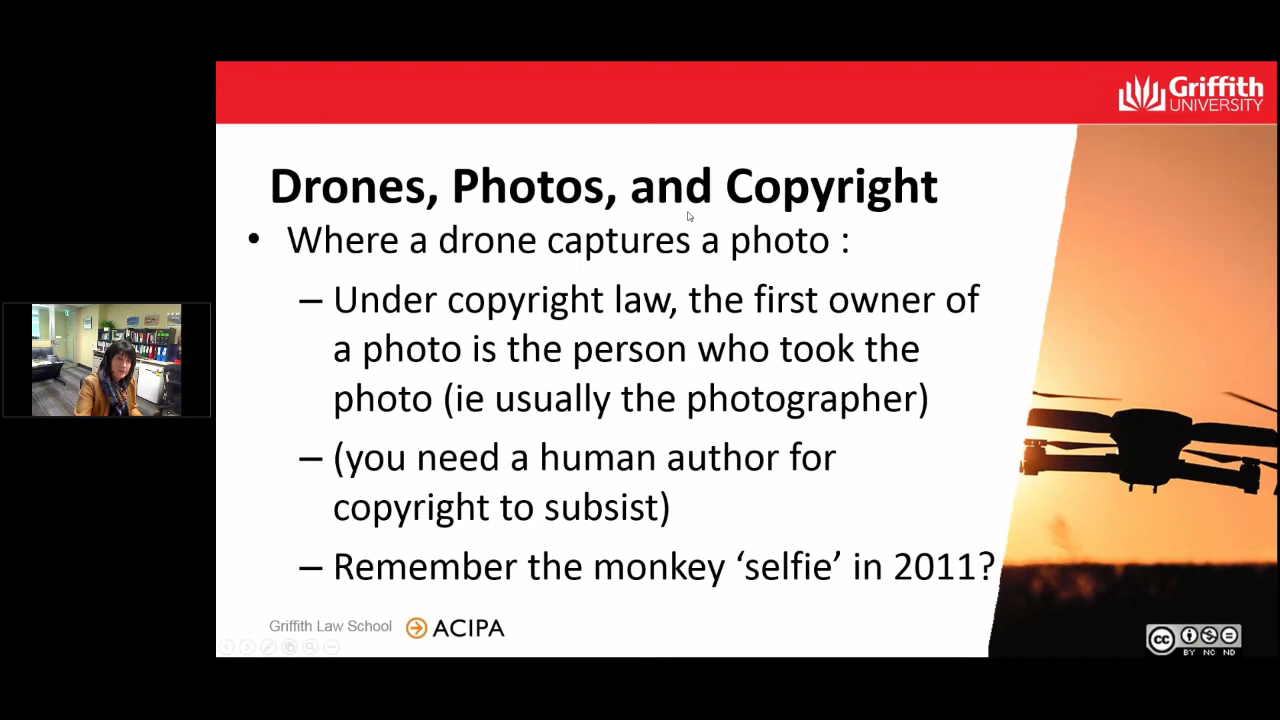 Griffith
UNIVERSITY
Drones, Photos, and Copyright
• Where a drone captures a photo :
– Under copyright law, the first owner of
a photo is the person who took the
photo (ie usually the photographer)
– (you need a human author for
copyright to subsist)
– Remember the monkey ‘selfie’ in 2011?
Griffith Law School
ACIPA
cc
BY NC ND